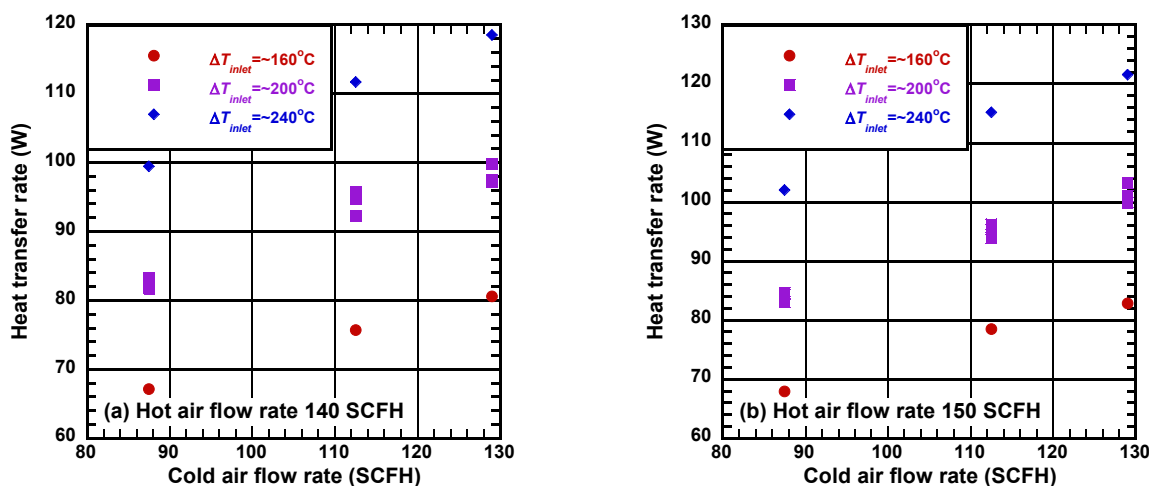 120
110
100
90
80
70
60
Heat transfer rate (W)
ΔT_inlet=~160°C
ΔT_inlet=~200°C
ΔT_inlet=~240°C
(a) Hot air flow rate 140 SCFH
80 90 100 110 120 130
Cold air flow rate (SCFH)
130
120
110
100
90
80
70
60
Heat transfer rate (W)
ΔT_inlet=~160°C
ΔT_inlet=~200°C
ΔT_inlet=~240°C
(b) Hot air flow rate 150 SCFH
80 90 100 110 120 130
Cold air flow rate (SCFH)